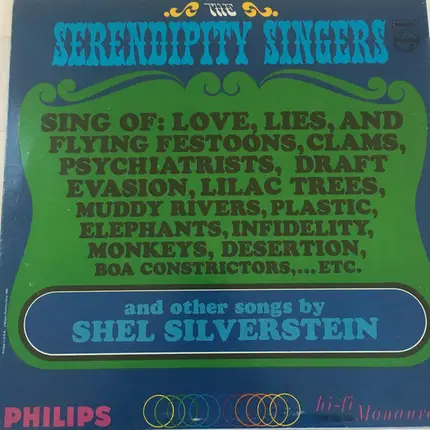 THE
SERENDIPITY SINGERS
SING OF: LOVE, LIES, AND
FLYING FESTOONS, CLAMS,
PSYCHIATRISTS, DRAFT
EVASION, LILAC TREES,
MUDDY RIVERS, PLASTIC,
ELEPHANTS, INFIDELITY,
MONKEYS, DESERTION,
BOA CONSTRICTORS,...ETC.
and other songs by
SHEL SILVERSTEIN
PHILIPS
hi-fi
Monaura